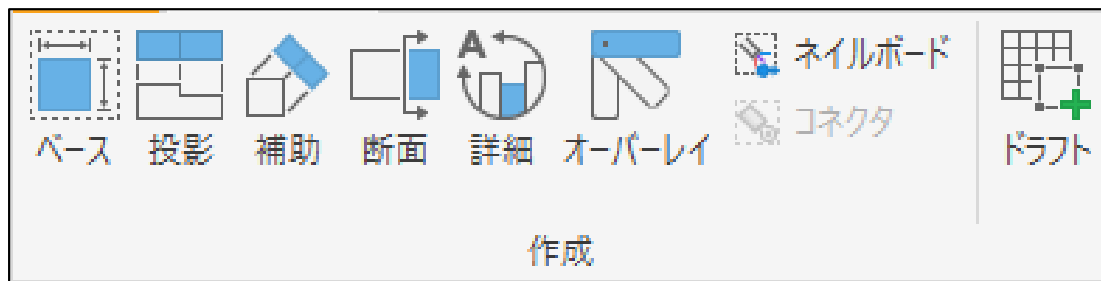 A
ベース
投影
補助
断面
詳細
オーバーレイ
ネイルボード
コネクタ
ドラフト
作成